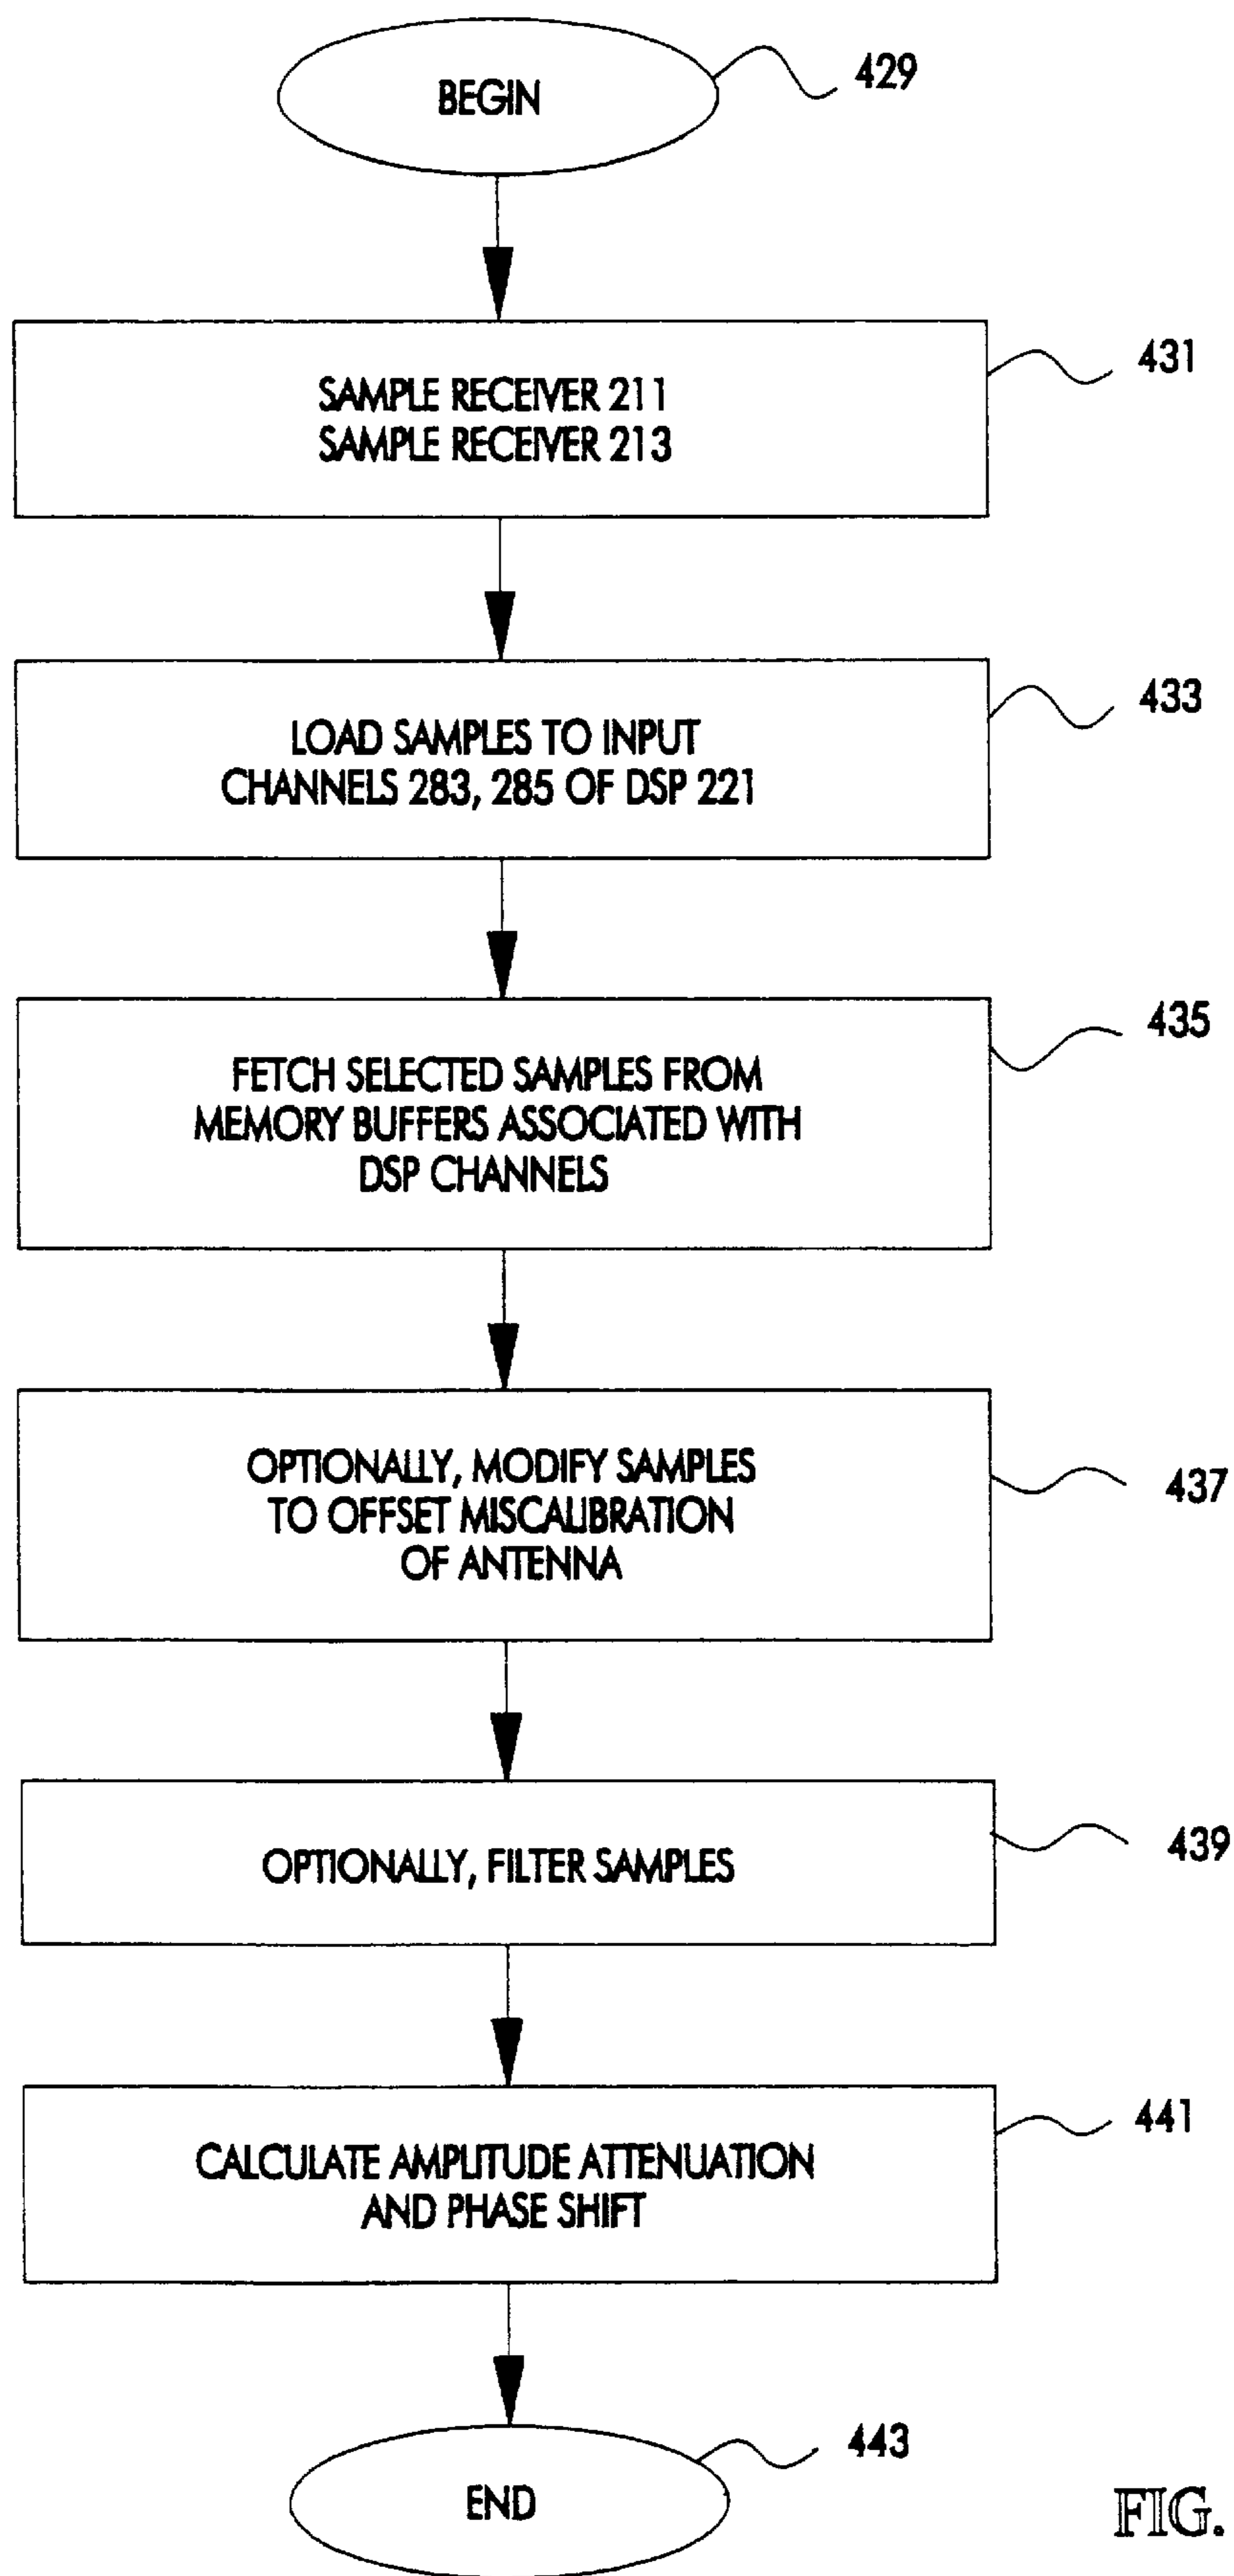 BEGIN
429
SAMPLE RECEIVER 211
SAMPLE RECEIVER 213
431
LOAD SAMPLES TO INPUT
CHANNELS 283, 285 OF DSP 221
433
FETCH SELECTED SAMPLES FROM
MEMORY BUFFERS ASSOCIATED WITH
DSP CHANNELS
435
OPTIONALLY, MODIFY SAMPLES
TO OFFSET MISCALIBRATION
OF ANTENNA
437
OPTIONALLY, FILTER SAMPLES
439
CALCULATE AMPLITUDE ATTENUATION
AND PHASE SHIFT
441
END
443
FIG.